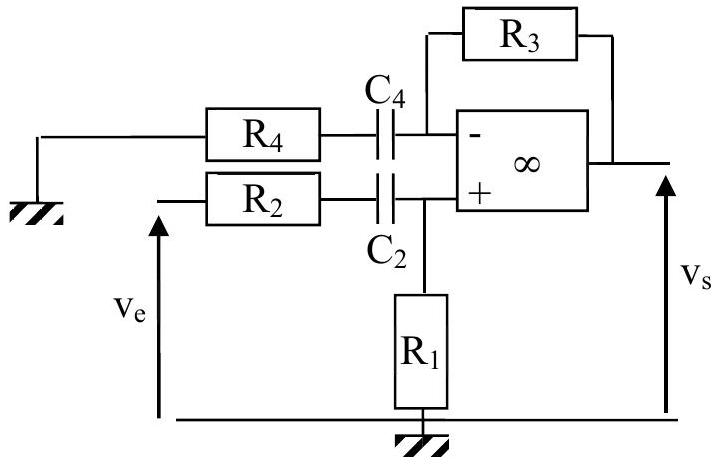 R3
C4
R4
-
∞
R2
+
C2
ve
vs
R1